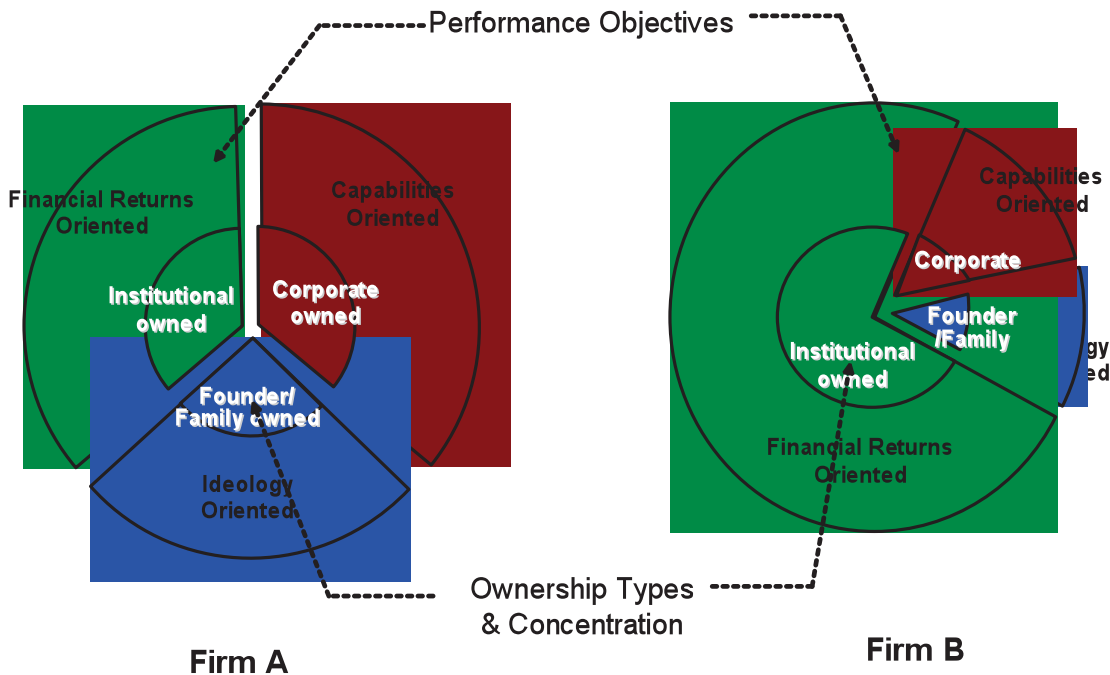 Performance Objectives
Financial Returns
Oriented
Capabilities
Oriented
Institutional
owned
Corporate
owned
Founder/
Family owned
Ideology
Oriented
Capabilities
Oriented
Corporate
Founder
/Family
Institutional
owned
Financial Returns
Oriented
Ownership Types
& Concentration
Firm A
Firm B